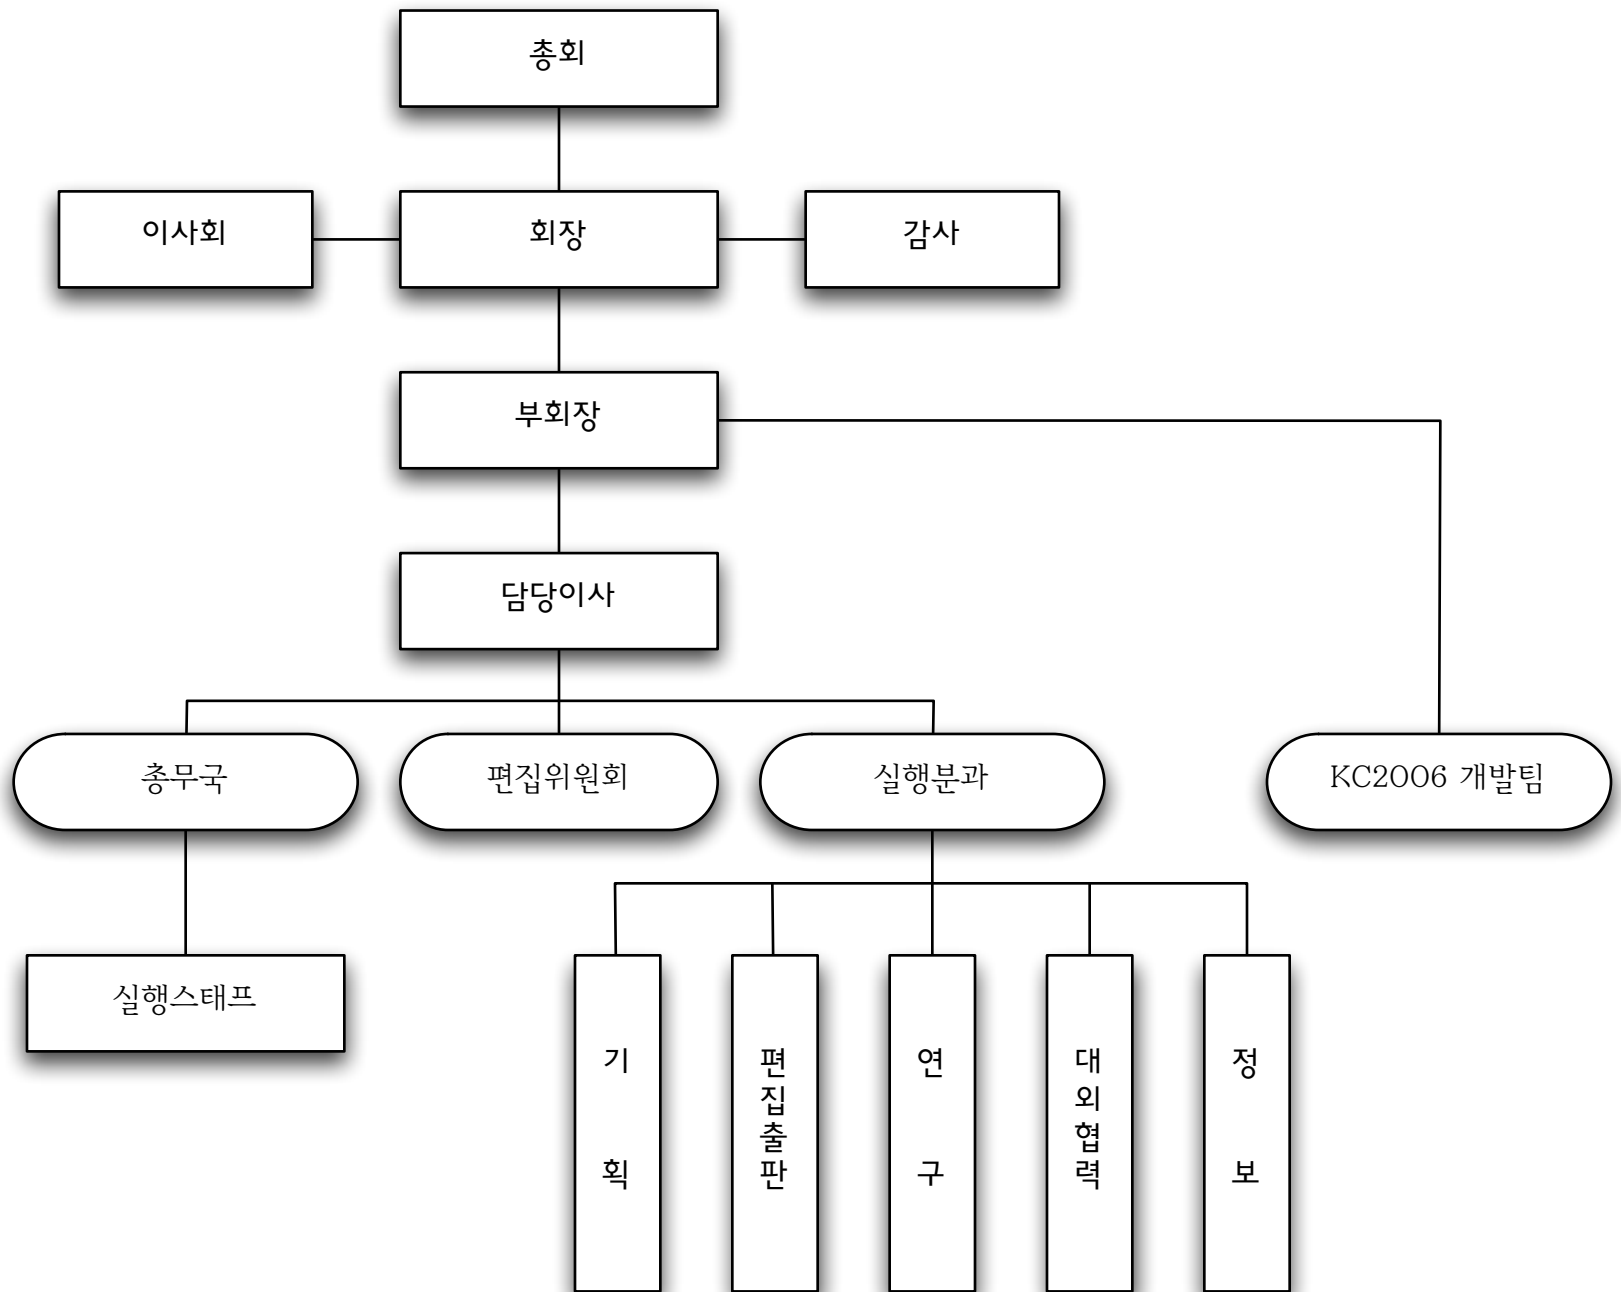 총회
이사회
회장
감사
부회장
담당이사
총무국
편집위원회
실행분과
KC2006 개발팀
실행스태프
기획
편집출판
연구
대외협력
정보